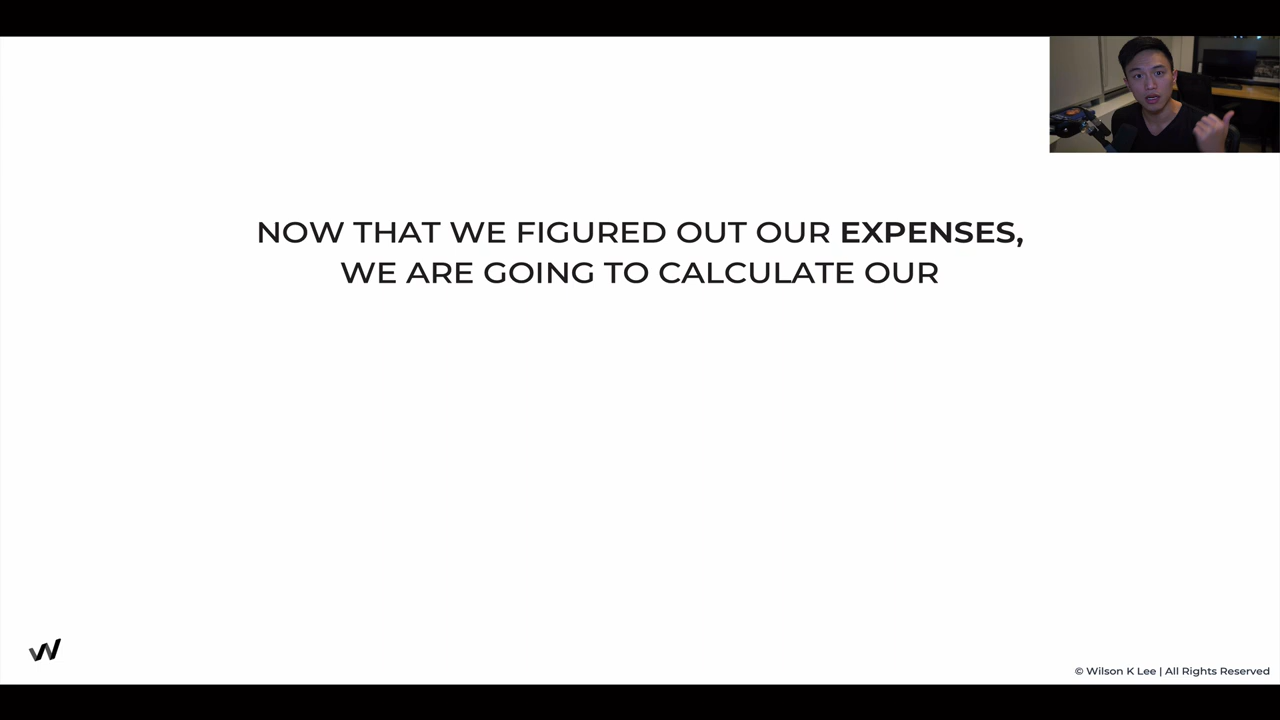 NOW THAT WE FIGURED OUT OUR EXPENSES,
WE ARE GOING TO CALCULATE OUR
© Wilson K Lee | All Rights Reserved